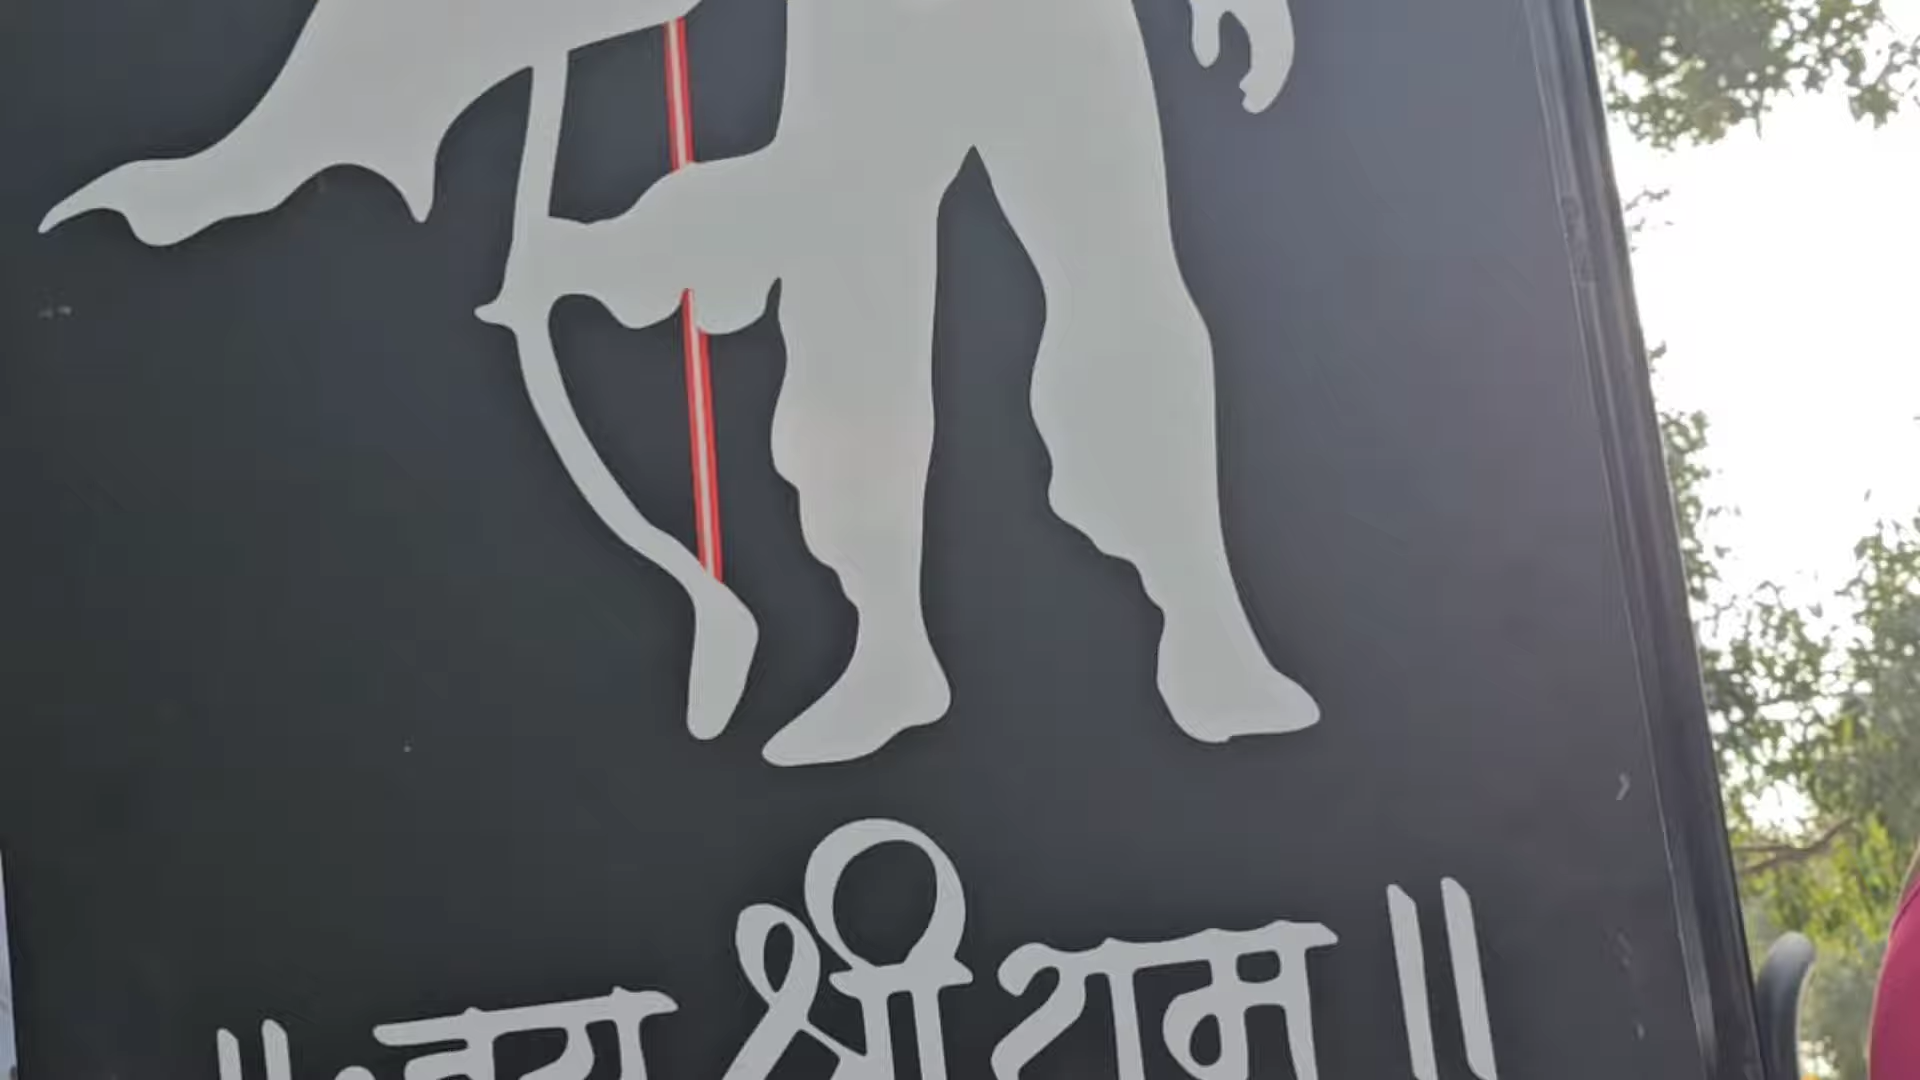 ॥ जय श्री राम ॥